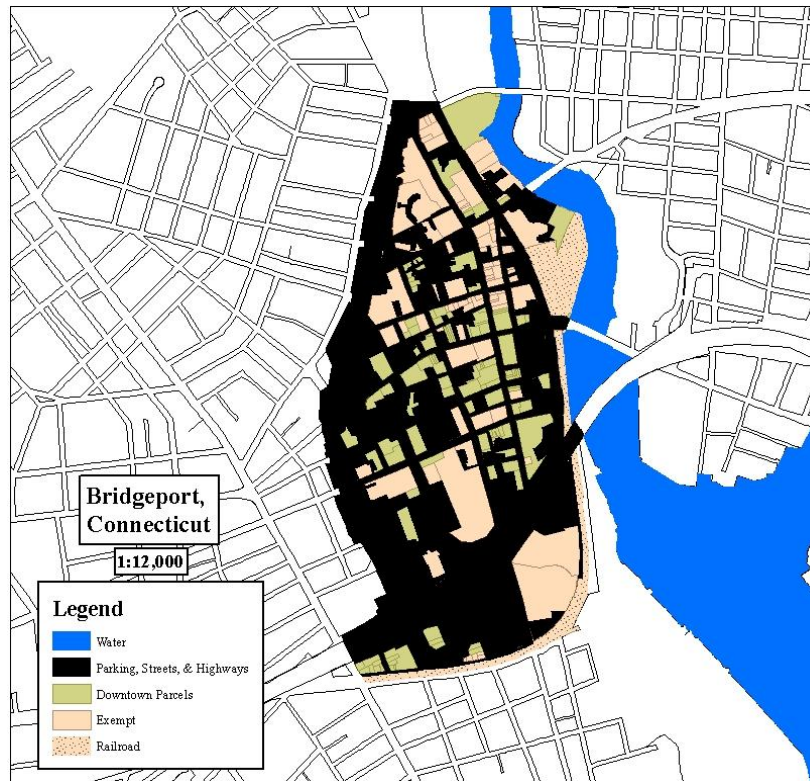 Bridgeport,
Connecticut
1:12,000
Legend
Water
Parking, Streets, & Highways
Downtown Parcels
Exempt
Railroad